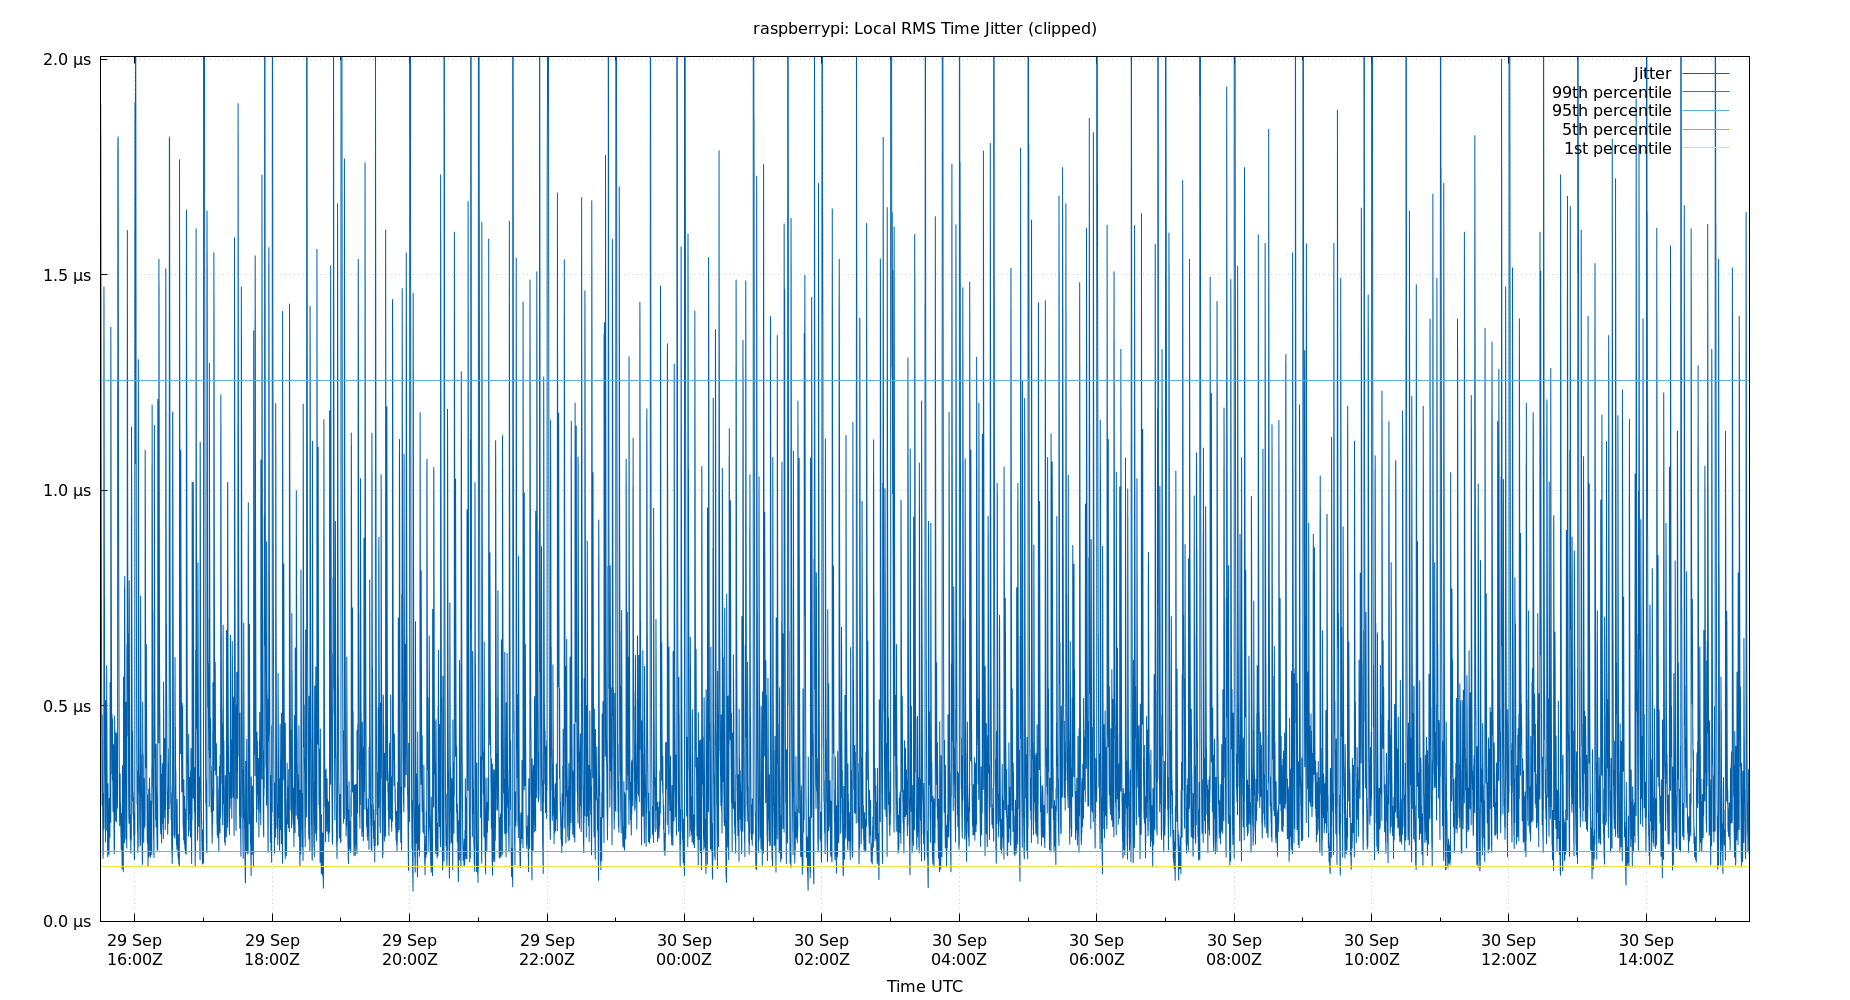 raspberrypi: Local RMS Time Jitter (clipped)
2.0 µs
1.5 µs
1.0 µs
0.5 µs
0.0 µs
Jitter
99th percentile
95th percentile
5th percentile
1st percentile
29 Sep 16:00Z
29 Sep 18:00Z
29 Sep 20:00Z
29 Sep 22:00Z
30 Sep 00:00Z
30 Sep 02:00Z
30 Sep 04:00Z
30 Sep 06:00Z
30 Sep 08:00Z
30 Sep 10:00Z
30 Sep 12:00Z
30 Sep 14:00Z
Time UTC